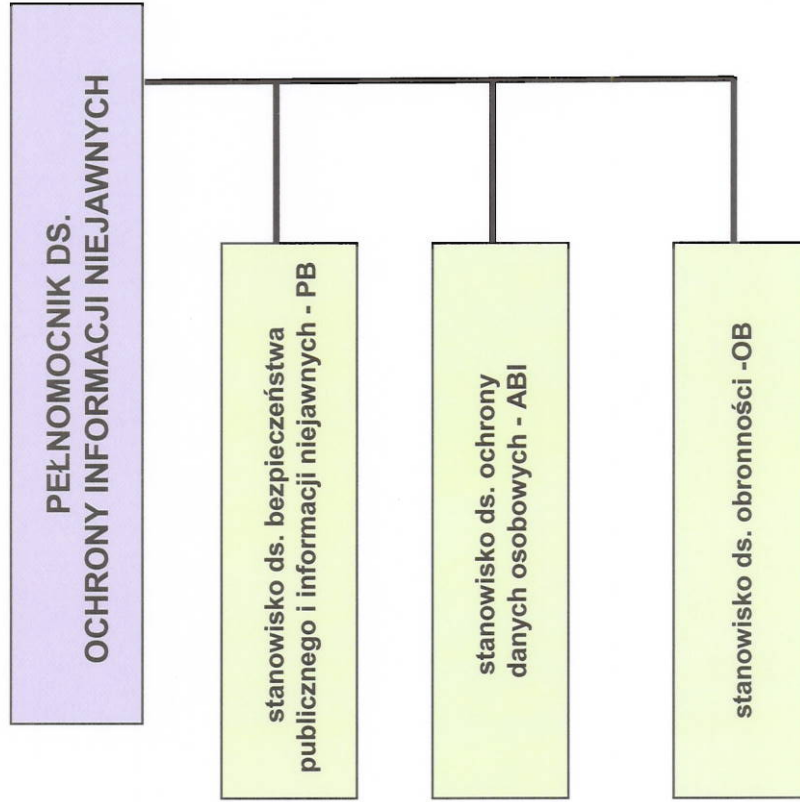 PEŁNOMOCNIK DS.
OCHRONY INFORMACJI NIEJAWNYCH
stanowisko ds. bezpieczeństwa
publicznego i informacji niejawnych - PB
stanowisko ds. ochrony
danych osobowych - ABI
stanowisko ds. obronności -OB